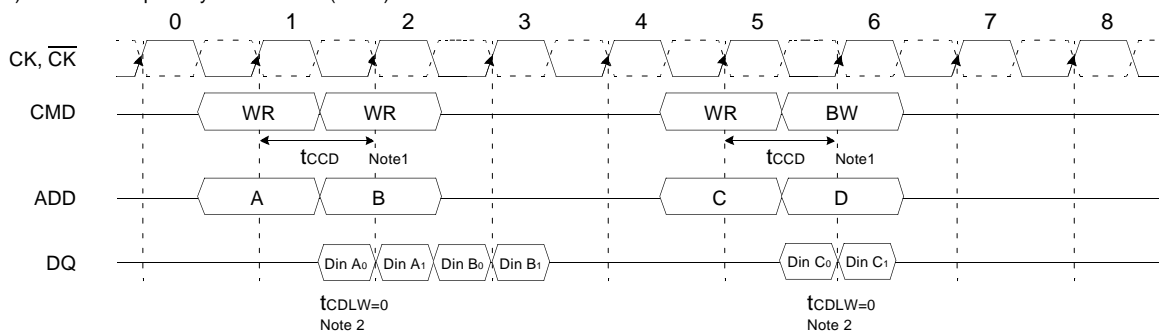 0 1 2 3 4 5 6 7 8
CK, CK
CMD WR WR WR BW
tCCD Note1 tCCD Note1
ADD A B C D
DQ Din A0 Din A1 Din B0 Din B1 Din C0 Din C1
tCDLW=0 tCDLW=0
Note 2 Note 2